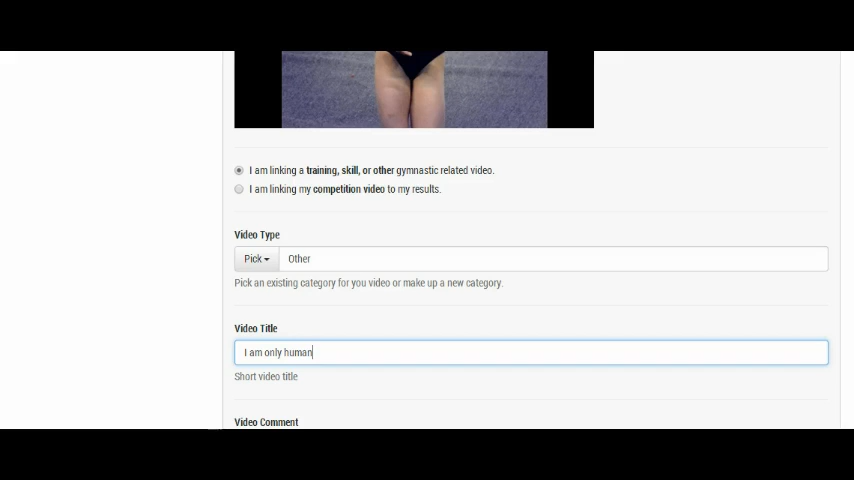 I am linking a training, skill, or other gymnastic related video.
I am linking my competition video to my results.
Video Type
Pick Other
Pick an existing category for you video or make up a new category.
Video Title
I am only human
Short video title
Video Comment